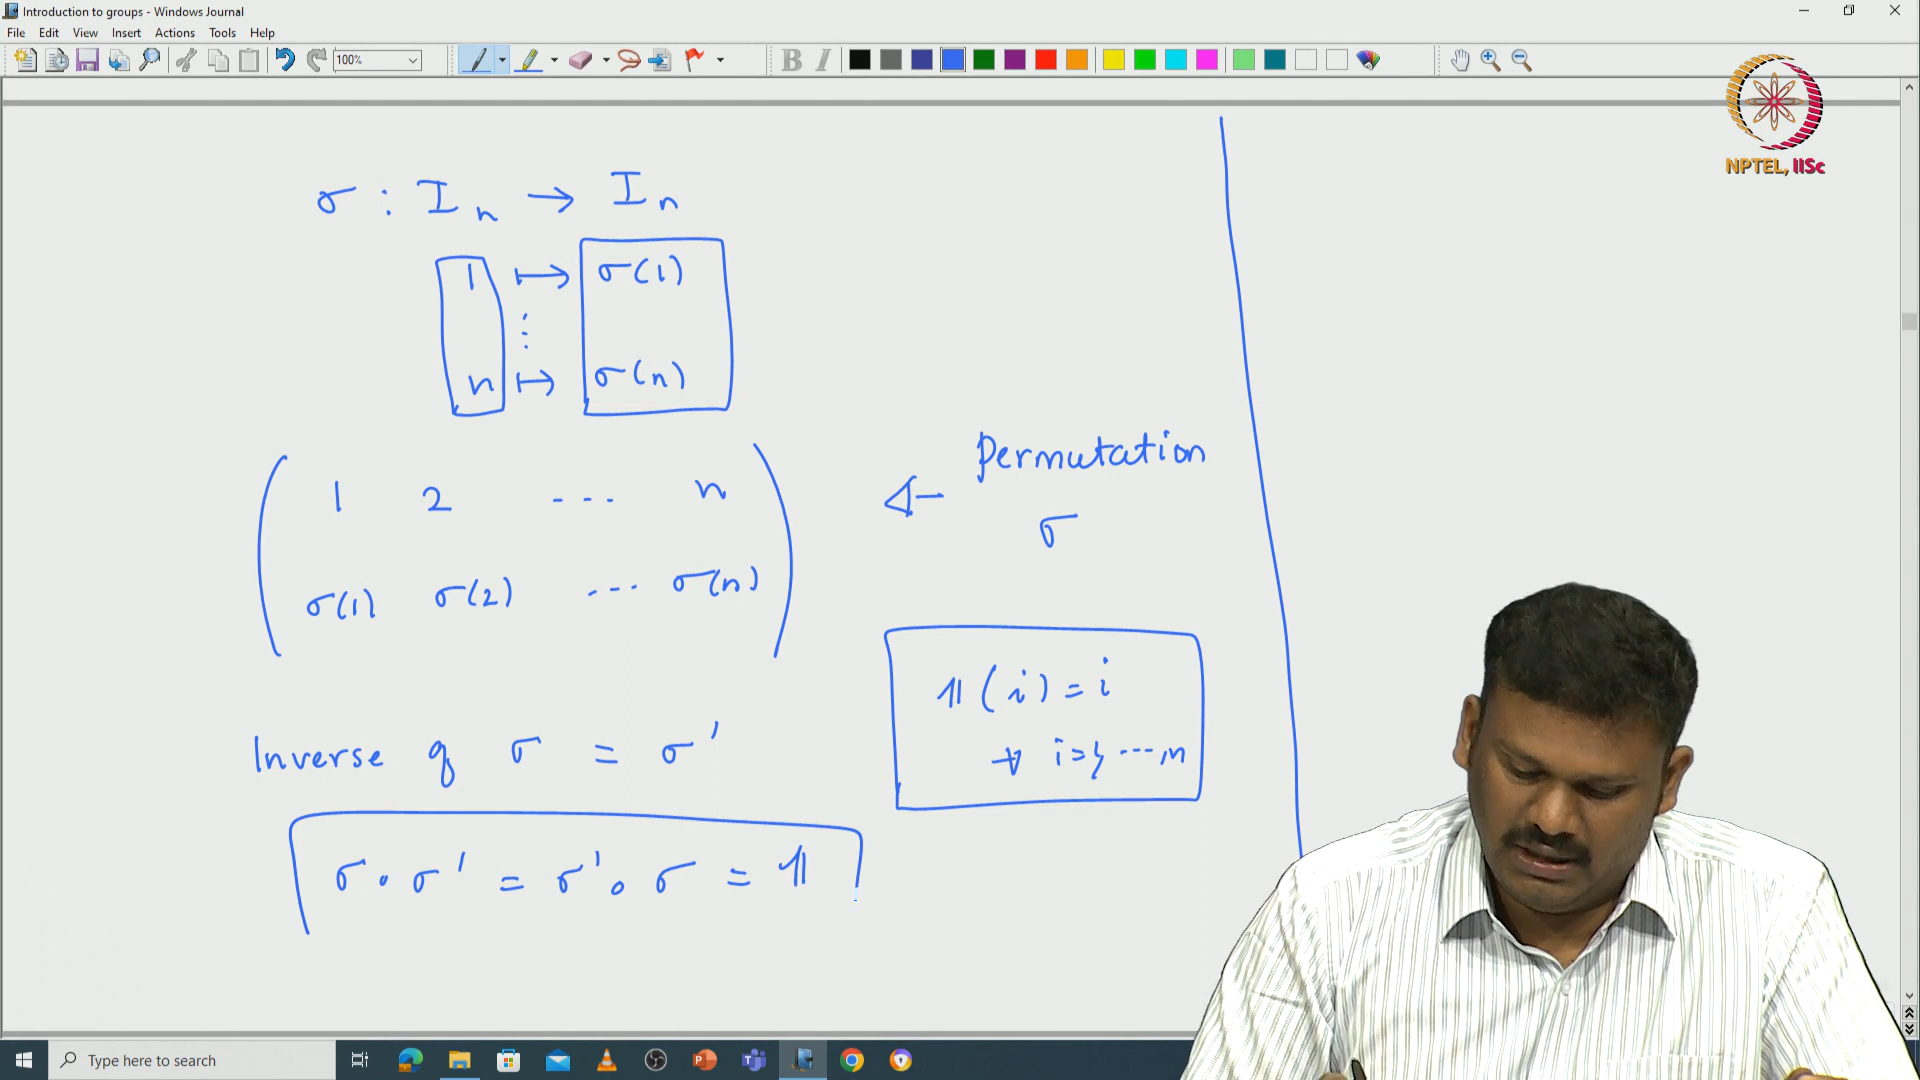 Introduction to groups - Windows Journal
File Edit View Insert Actions Tools Help
100%
B I
NPTEL, IISc
σ : I_n → I_n
1 ↦ σ(1)
⋮
n ↦ σ(n)
1 2 --- n
σ(1) σ(2) --- σ(n)
Permutation
σ
𝟙(i) = i
∀ i=1, ---, n
Inverse of σ = σ'
σ∘σ' = σ'∘σ = 𝟙
Type here to search